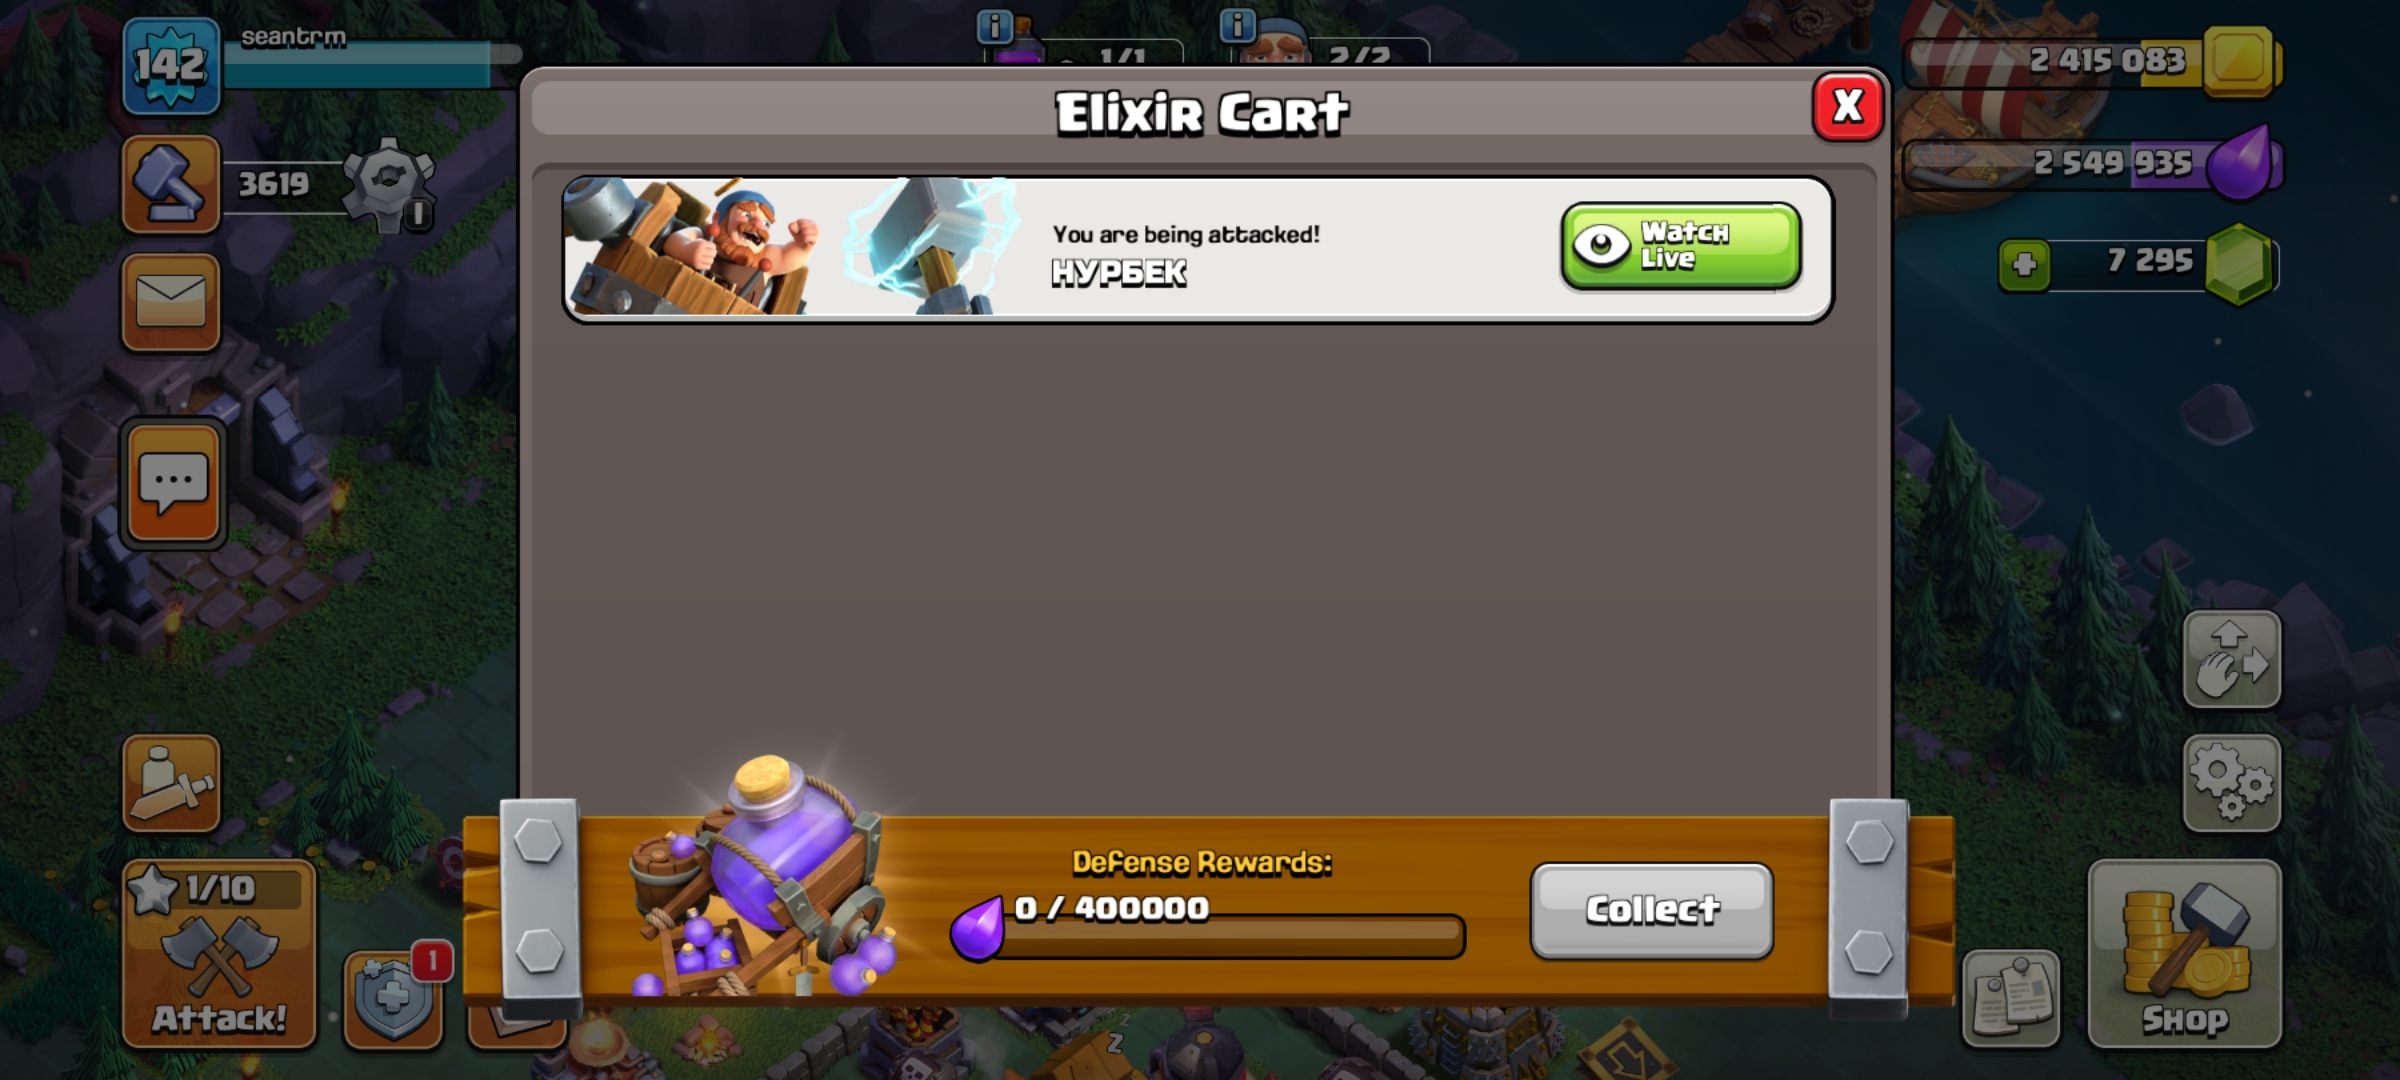 142
seantrm
i
1/1
i
2/2
2 415 083
Elixir Cart
X
2 549 935
3619
I
You are being attacked!
НУРБЕК
Watch
Live
7 295
Defense Rewards:
0 / 400000
Collect
1/10
Attack!
1
z
z
Shop